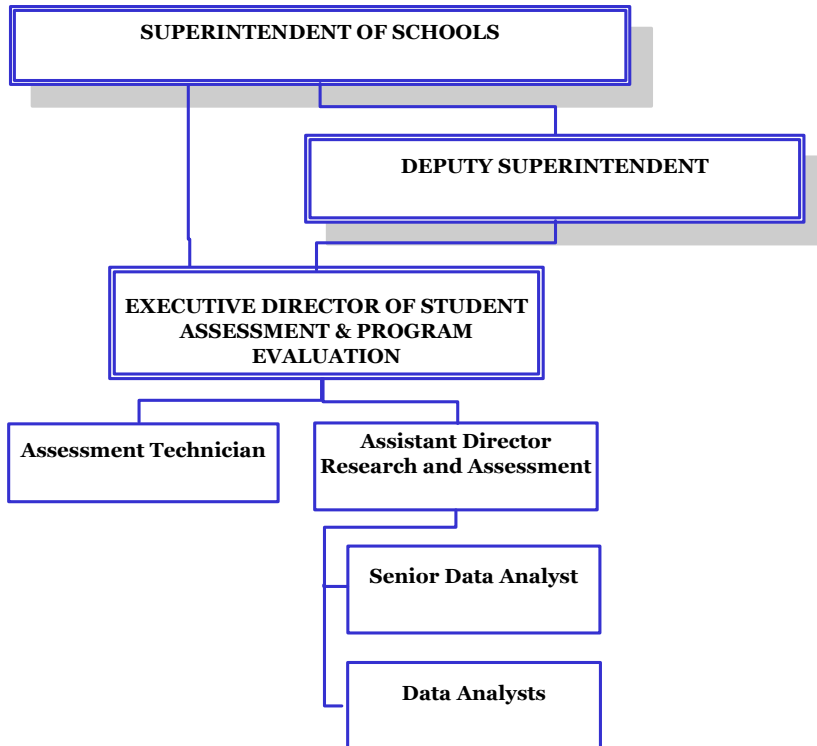 SUPERINTENDENT OF SCHOOLS
DEPUTY SUPERINTENDENT
EXECUTIVE DIRECTOR OF STUDENT
ASSESSMENT & PROGRAM
EVALUATION
Assessment Technician
Assistant Director
Research and Assessment
Senior Data Analyst
Data Analysts